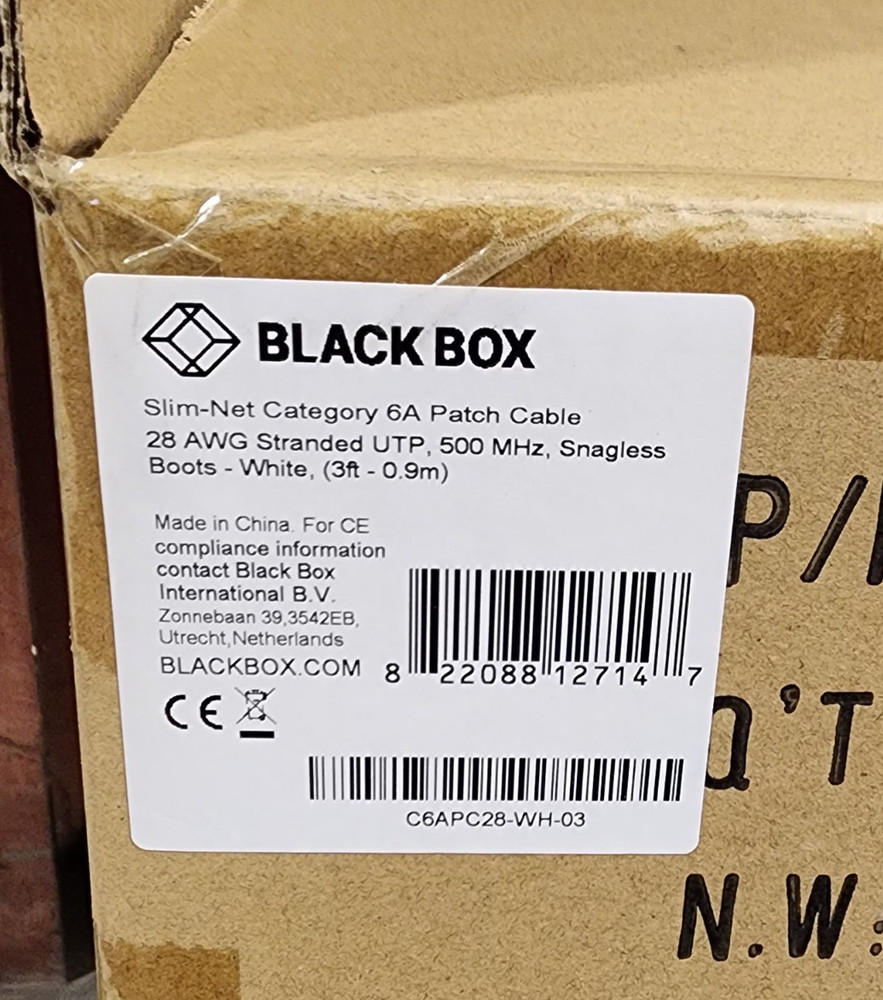 BLACK BOX
Slim-Net Category 6A Patch Cable
28 AWG Stranded UTP, 500 MHz, Snagless
Boots - White, (3ft - 0.9m)
Made in China. For CE
compliance information
contact Black Box
International B.V.
Zonnebaan 39,3542EB,
Utrecht,Netherlands
BLACKBOX.COM
8 22088 12714 7
CE
C6APC28-WH-03
P/
Q'T
N.W: